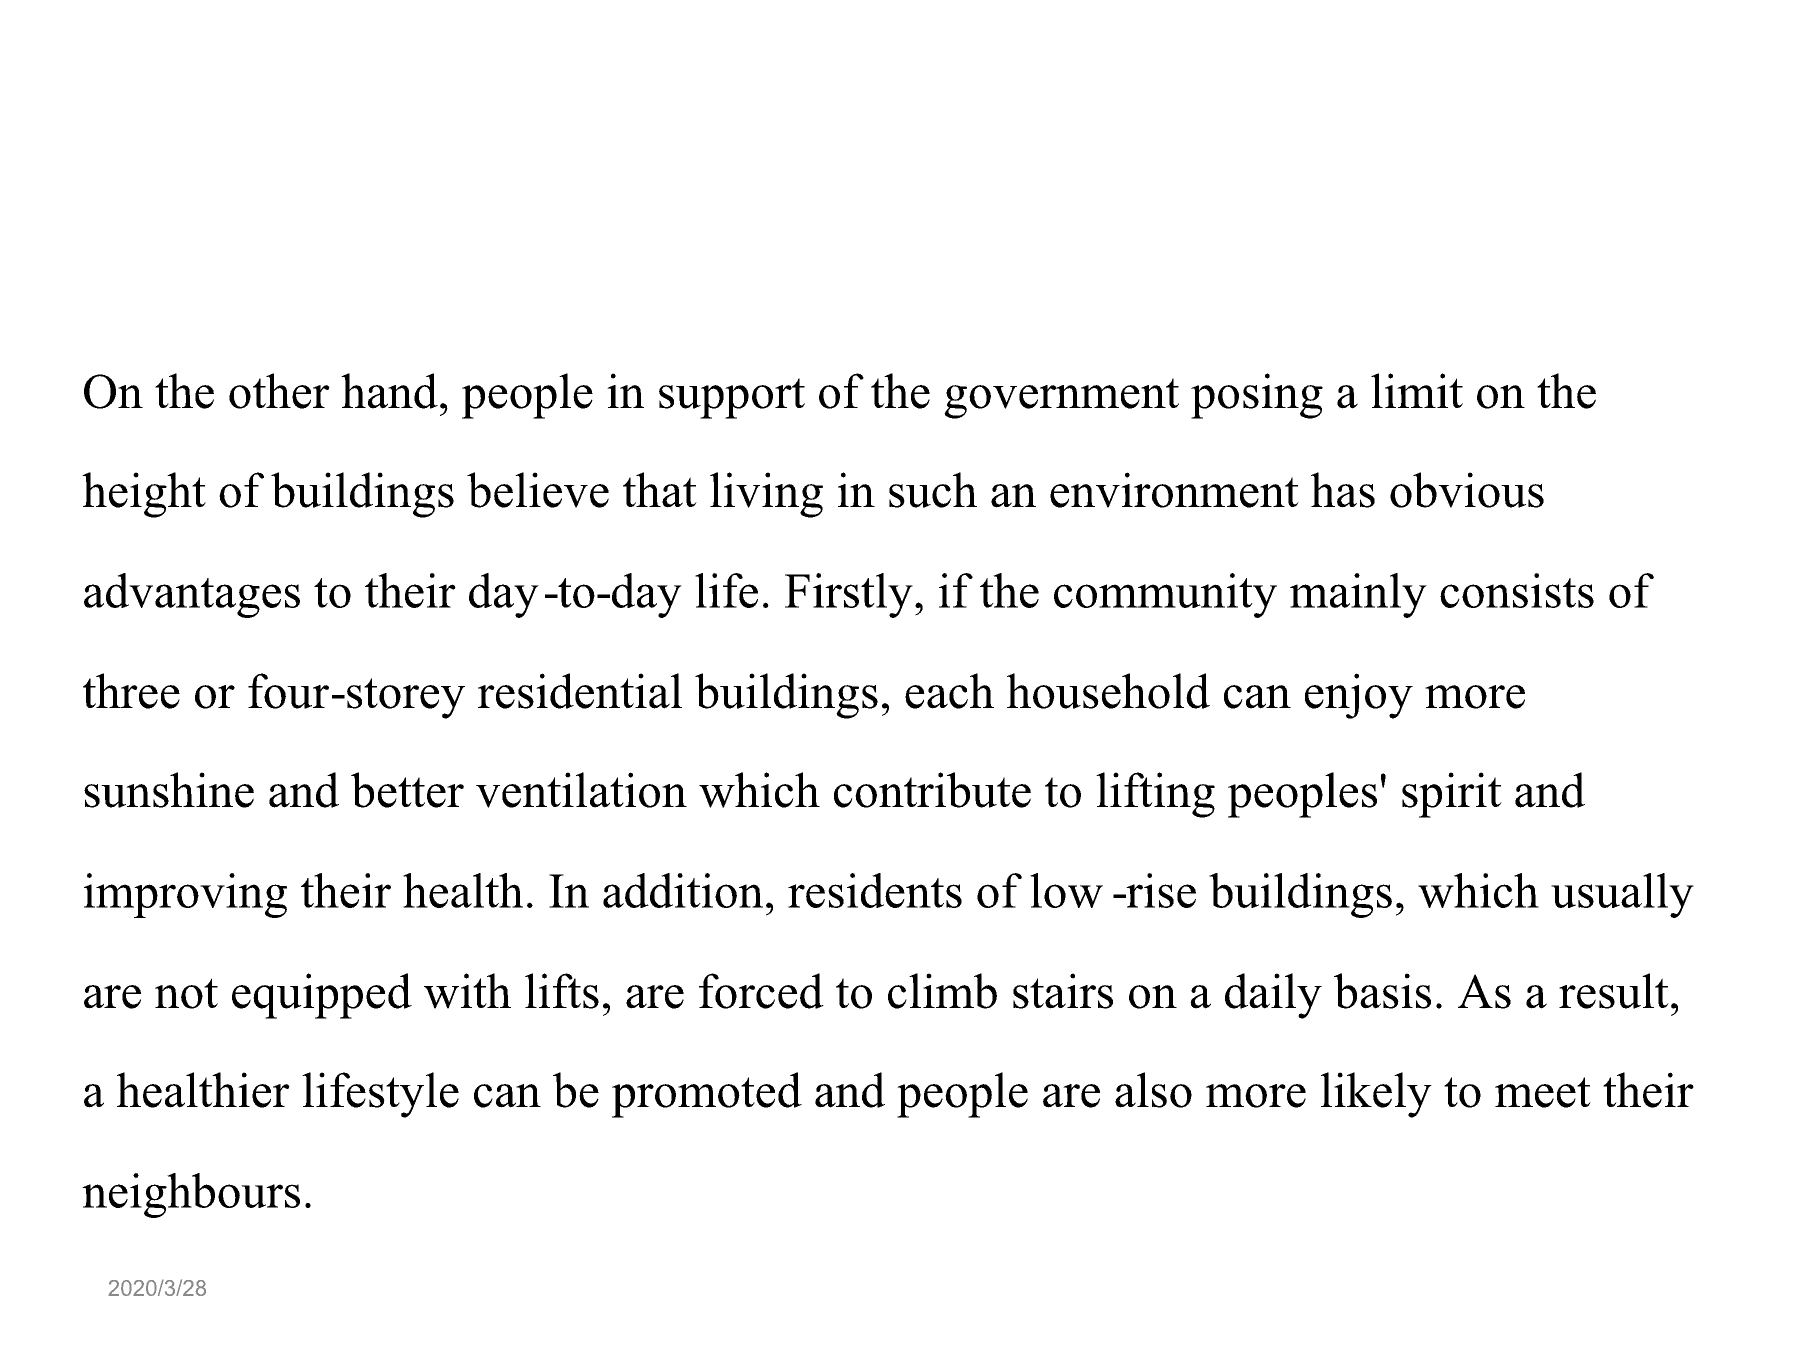 On the other hand, people in support of the government posing a limit on the
height of buildings believe that living in such an environment has obvious
advantages to their day-to-day life. Firstly, if the community mainly consists of
three or four-storey residential buildings, each household can enjoy more
sunshine and better ventilation which contribute to lifting peoples' spirit and
improving their health. In addition, residents of low-rise buildings, which usually
are not equipped with lifts, are forced to climb stairs on a daily basis. As a result,
a healthier lifestyle can be promoted and people are also more likely to meet their
neighbours.
2020/3/28